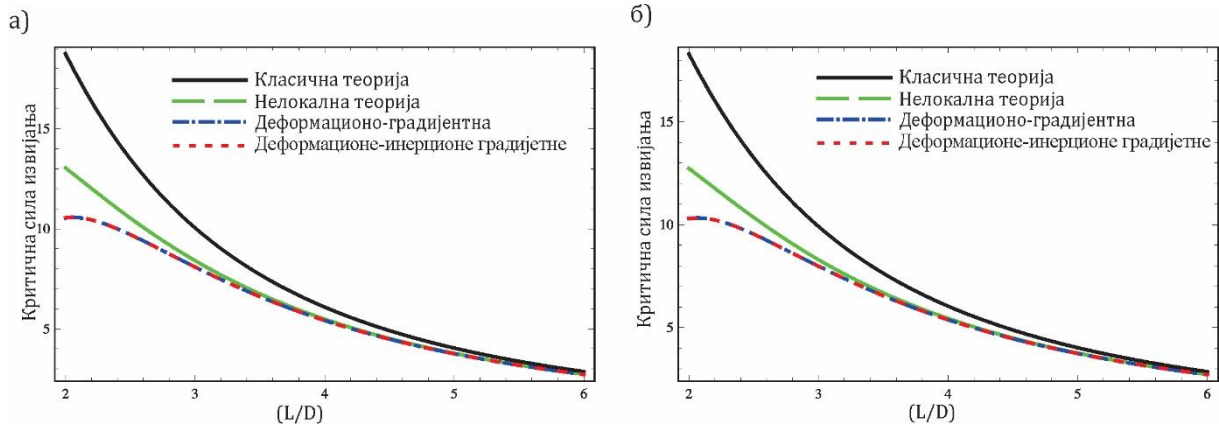 а)
Критична сила извијања
15
10
5
Класична теорија
Нелокална теорија
Деформационо-градијентна
Деформационе-инерционе градијетне
2 3 4 5 6
(L/D)
б)
Критична сила извијања
15
10
5
Класична теорија
Нелокална теорија
Деформационо-градијентна
Деформационе-инерционе градијетне
2 3 4 5 6
(L/D)